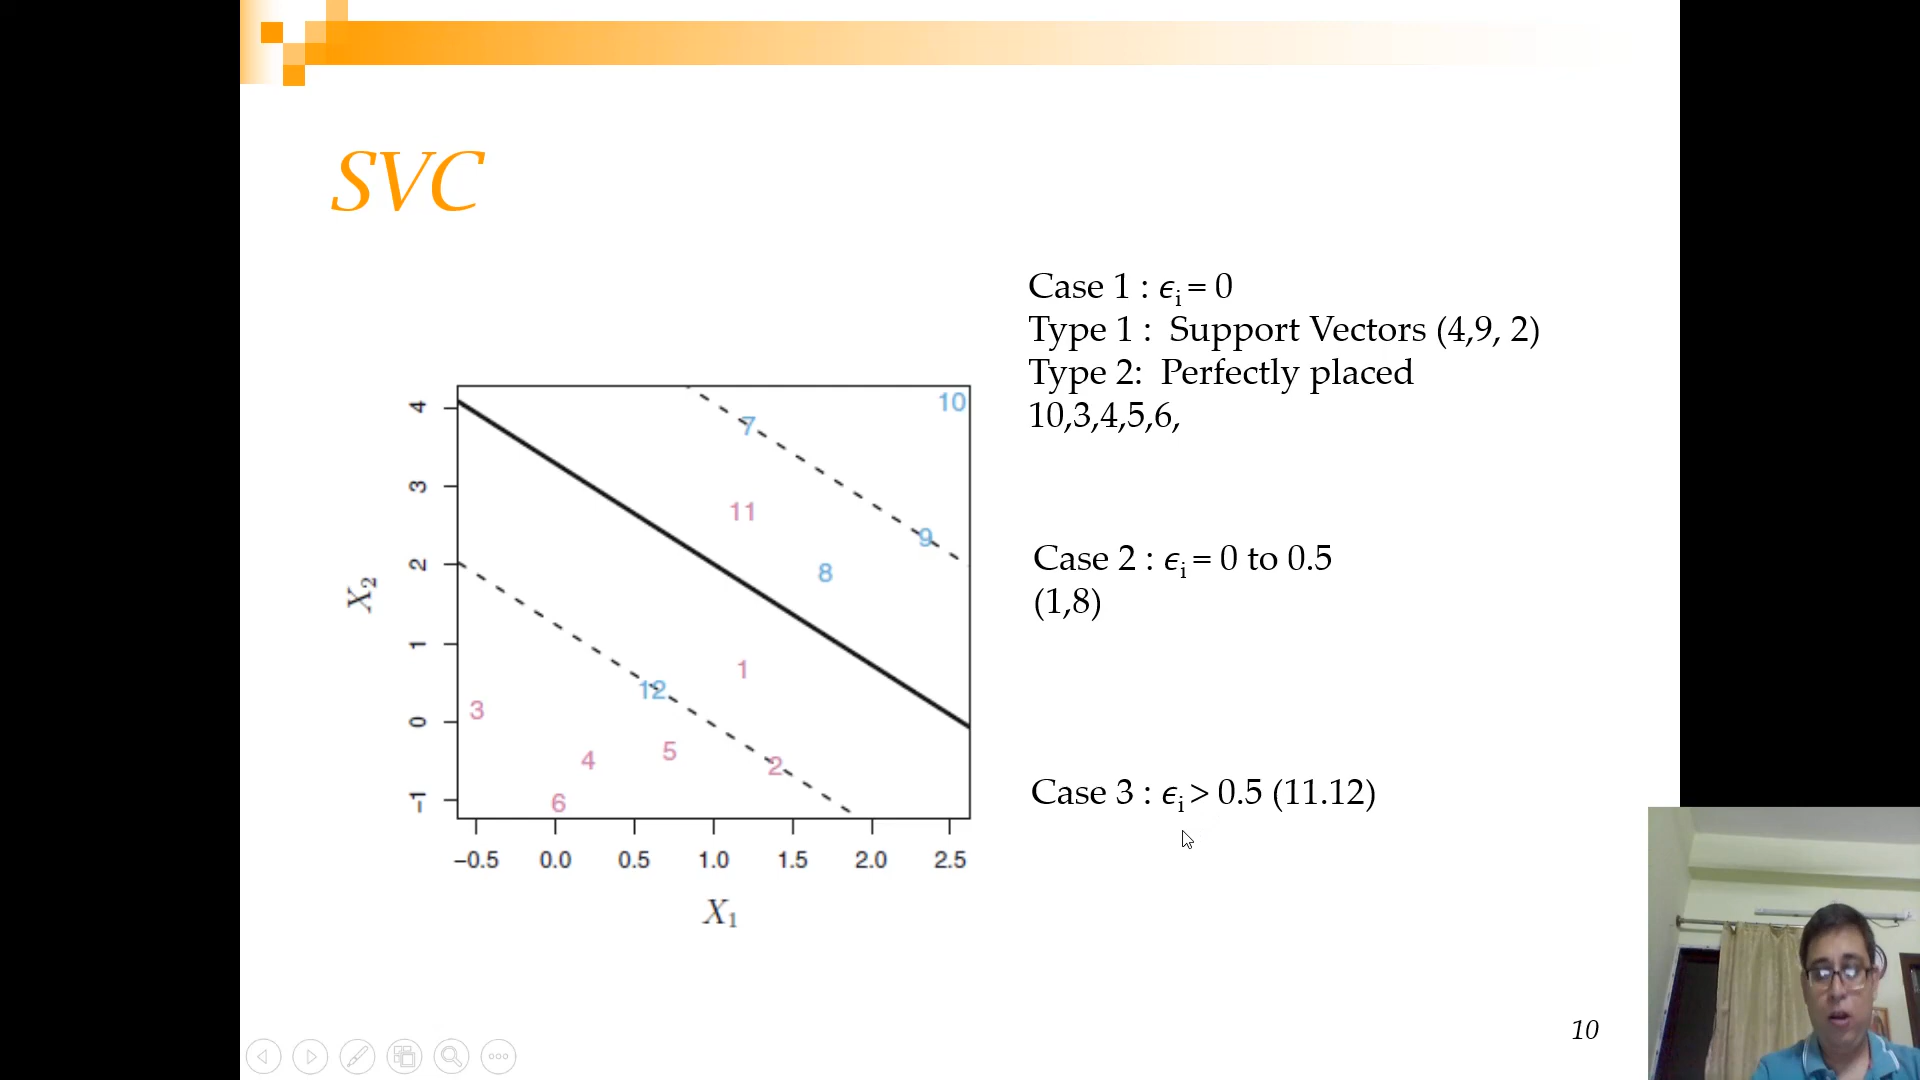 SVC
Case 1 : ϵi = 0
Type 1 : Support Vectors (4,9, 2)
Type 2: Perfectly placed
10,3,4,5,6,
Case 2 : ϵi = 0 to 0.5
(1,8)
Case 3 : ϵi > 0.5 (11.12)
10
7
11
9
8
1
12
3
5
4
2
6
4
3
2
1
0
−1
X2
−0.5 0.0 0.5 1.0 1.5 2.0 2.5
X1
10